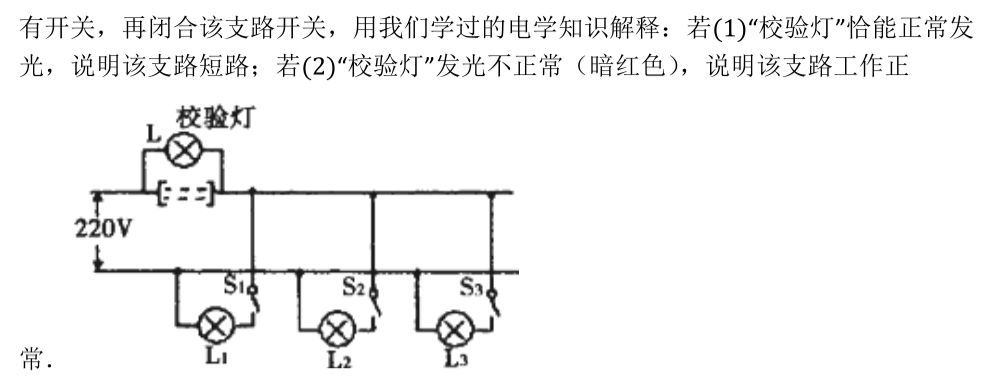 有开关，再闭合该支路开关，用我们学过的电学知识解释：若(1)“校验灯”恰能正常发
光，说明该支路短路；若(2)“校验灯”发光不正常（暗红色），说明该支路工作正
校验灯
L
220V
S1 S2 S3
L1 L2 L3
常．